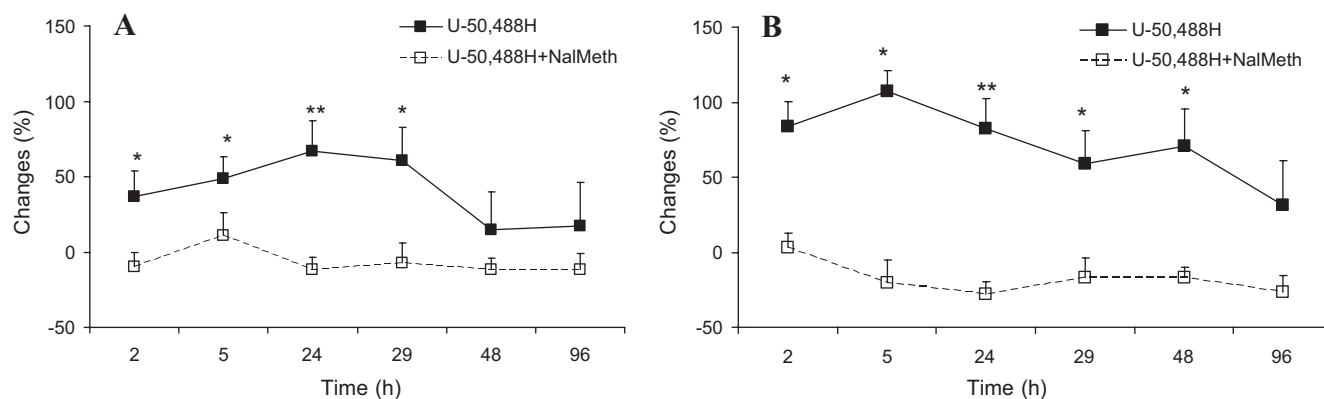 A
U-50,488H
U-50,488H+NalMeth
150
100
50
0
-50
Changes (%)
* * ** *
2 5 24 29 48 96
Time (h)
B
U-50,488H
U-50,488H+NalMeth
150
100
50
0
-50
Changes (%)
* * ** * *
2 5 24 29 48 96
Time (h)